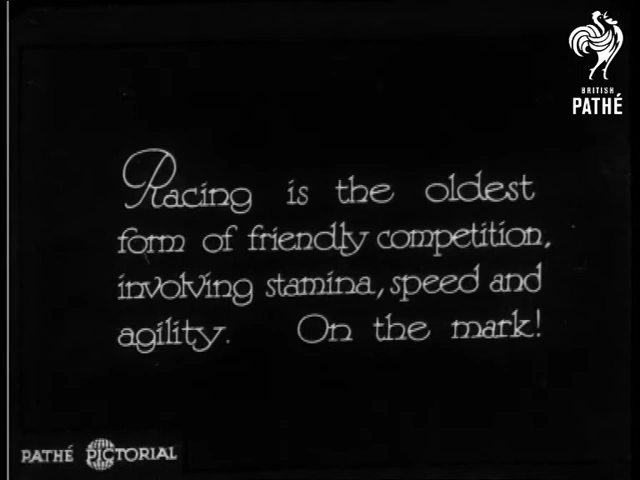 BRITISH
PATHÉ
Racing is the oldest
form of friendly competition,
involving stamina, speed and
agility. On the mark!
PATHÉ PICTORIAL